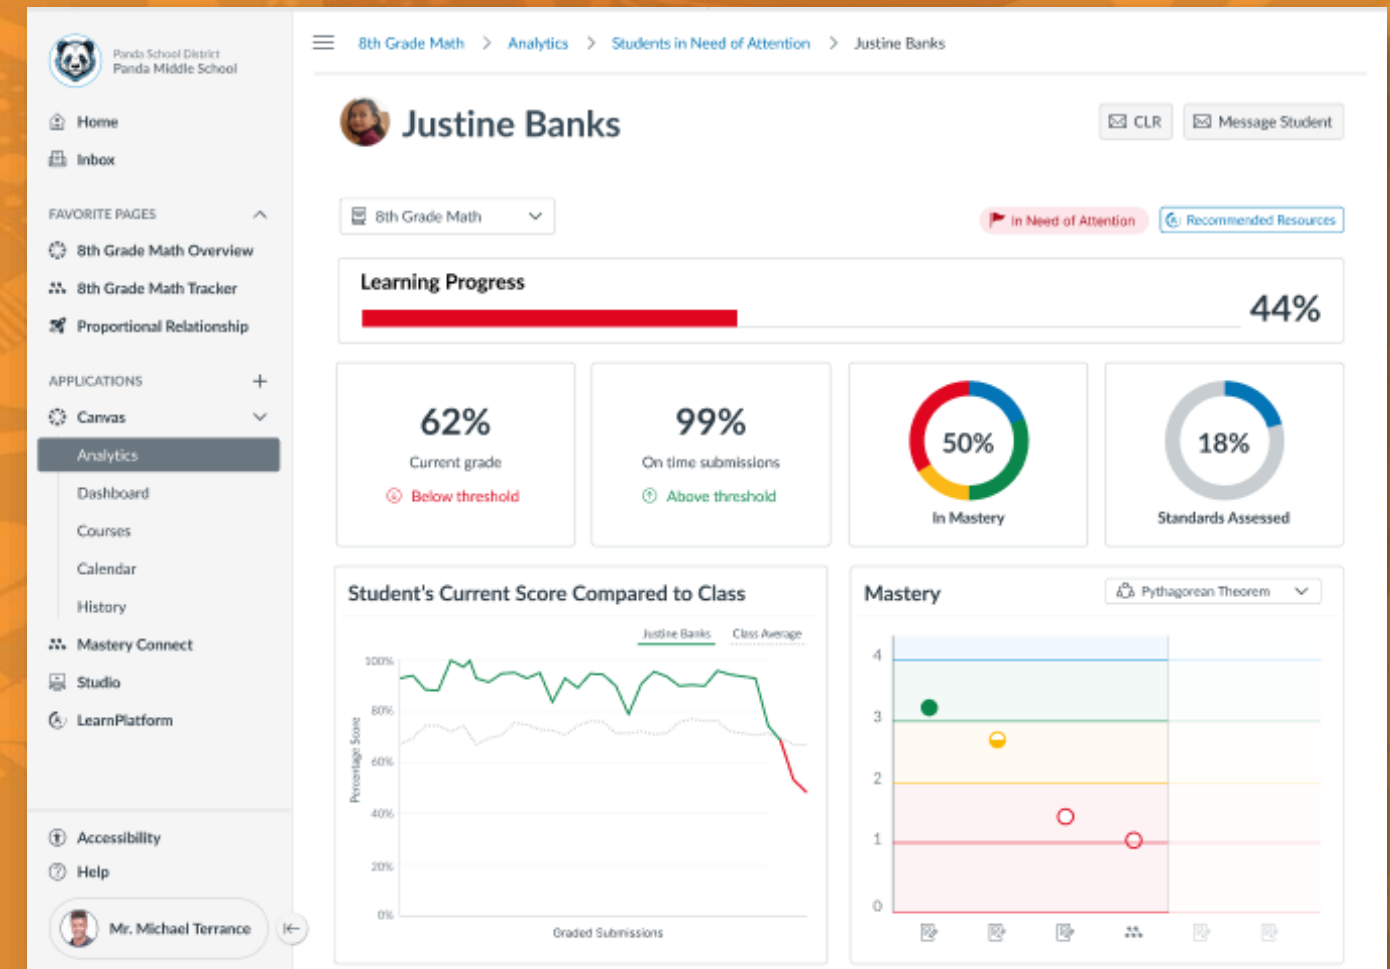 Panda School District
Panda Middle School
Home
Inbox
FAVORITE PAGES
8th Grade Math Overview
8th Grade Math Tracker
Proportional Relationship
APPLICATIONS
Canvas
Analytics
Dashboard
Courses
Calendar
History
Mastery Connect
Studio
LearnPlatform
Accessibility
Help
Mr. Michael Terrance
8th Grade Math > Analytics > Students in Need of Attention > Justine Banks
Justine Banks
CLR
Message Student
8th Grade Math
In Need of Attention
Recommended Resources
Learning Progress
44%
62%
Current grade
Below threshold
99%
On time submissions
Above threshold
50%
In Mastery
18%
Standards Assessed
Student's Current Score Compared to Class
Justine Banks
Class Average
100%
80%
60%
40%
20%
0%
Percentage Score
Graded Submissions
Mastery
Pythagorean Theorem
4
3
2
1
0